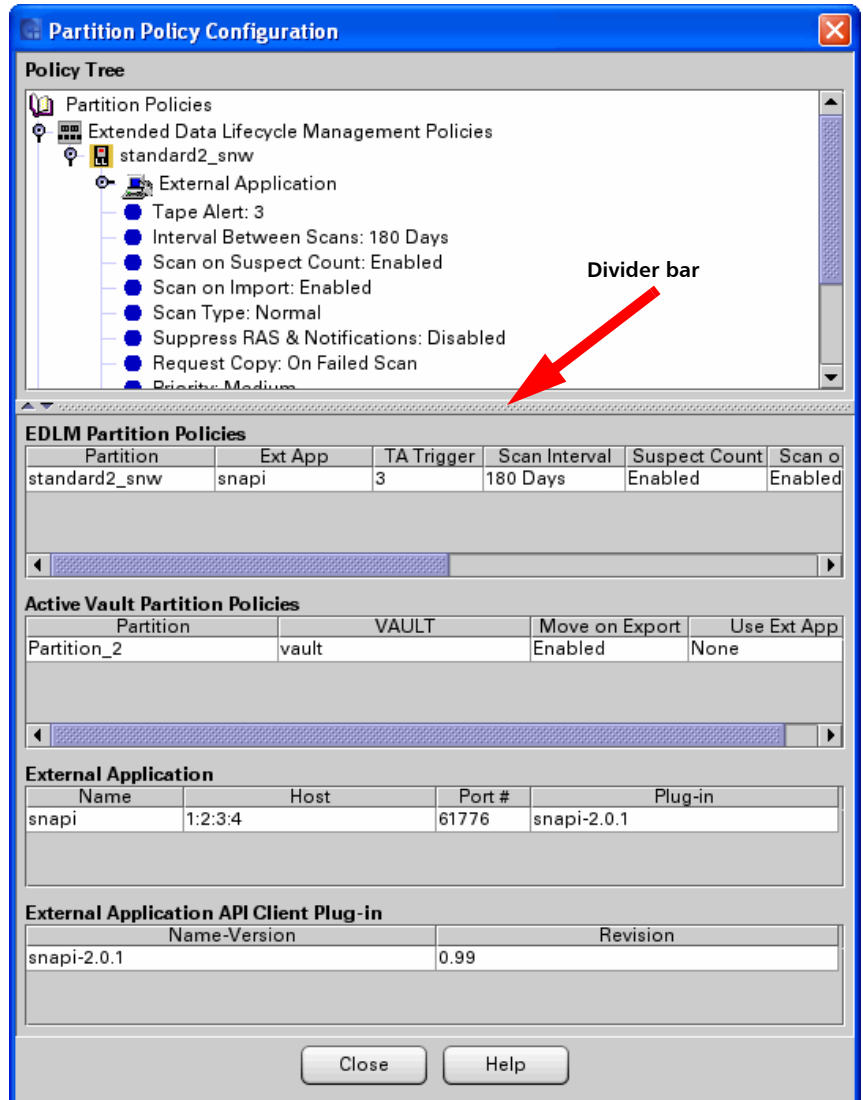 Partition Policy Configuration
Policy Tree
Partition Policies
Extended Data Lifecycle Management Policies
standard2_snw
External Application
Tape Alert: 3
Interval Between Scans: 180 Days
Scan on Suspect Count: Enabled
Scan on Import: Enabled
Scan Type: Normal
Suppress RAS & Notifications: Disabled
Request Copy: On Failed Scan
Priority: Medium
Divider bar
EDLM Partition Policies
Partition Ext App TA Trigger Scan Interval Suspect Count Scan o
standard2_snw snapi 3 180 Days Enabled Enabled
Active Vault Partition Policies
Partition VAULT Move on Export Use Ext App
Partition_2 vault Enabled None
External Application
Name Host Port # Plug-in
snapi 1:2:3:4 61776 snapi-2.0.1
External Application API Client Plug-in
Name-Version Revision
snapi-2.0.1 0.99
Close Help